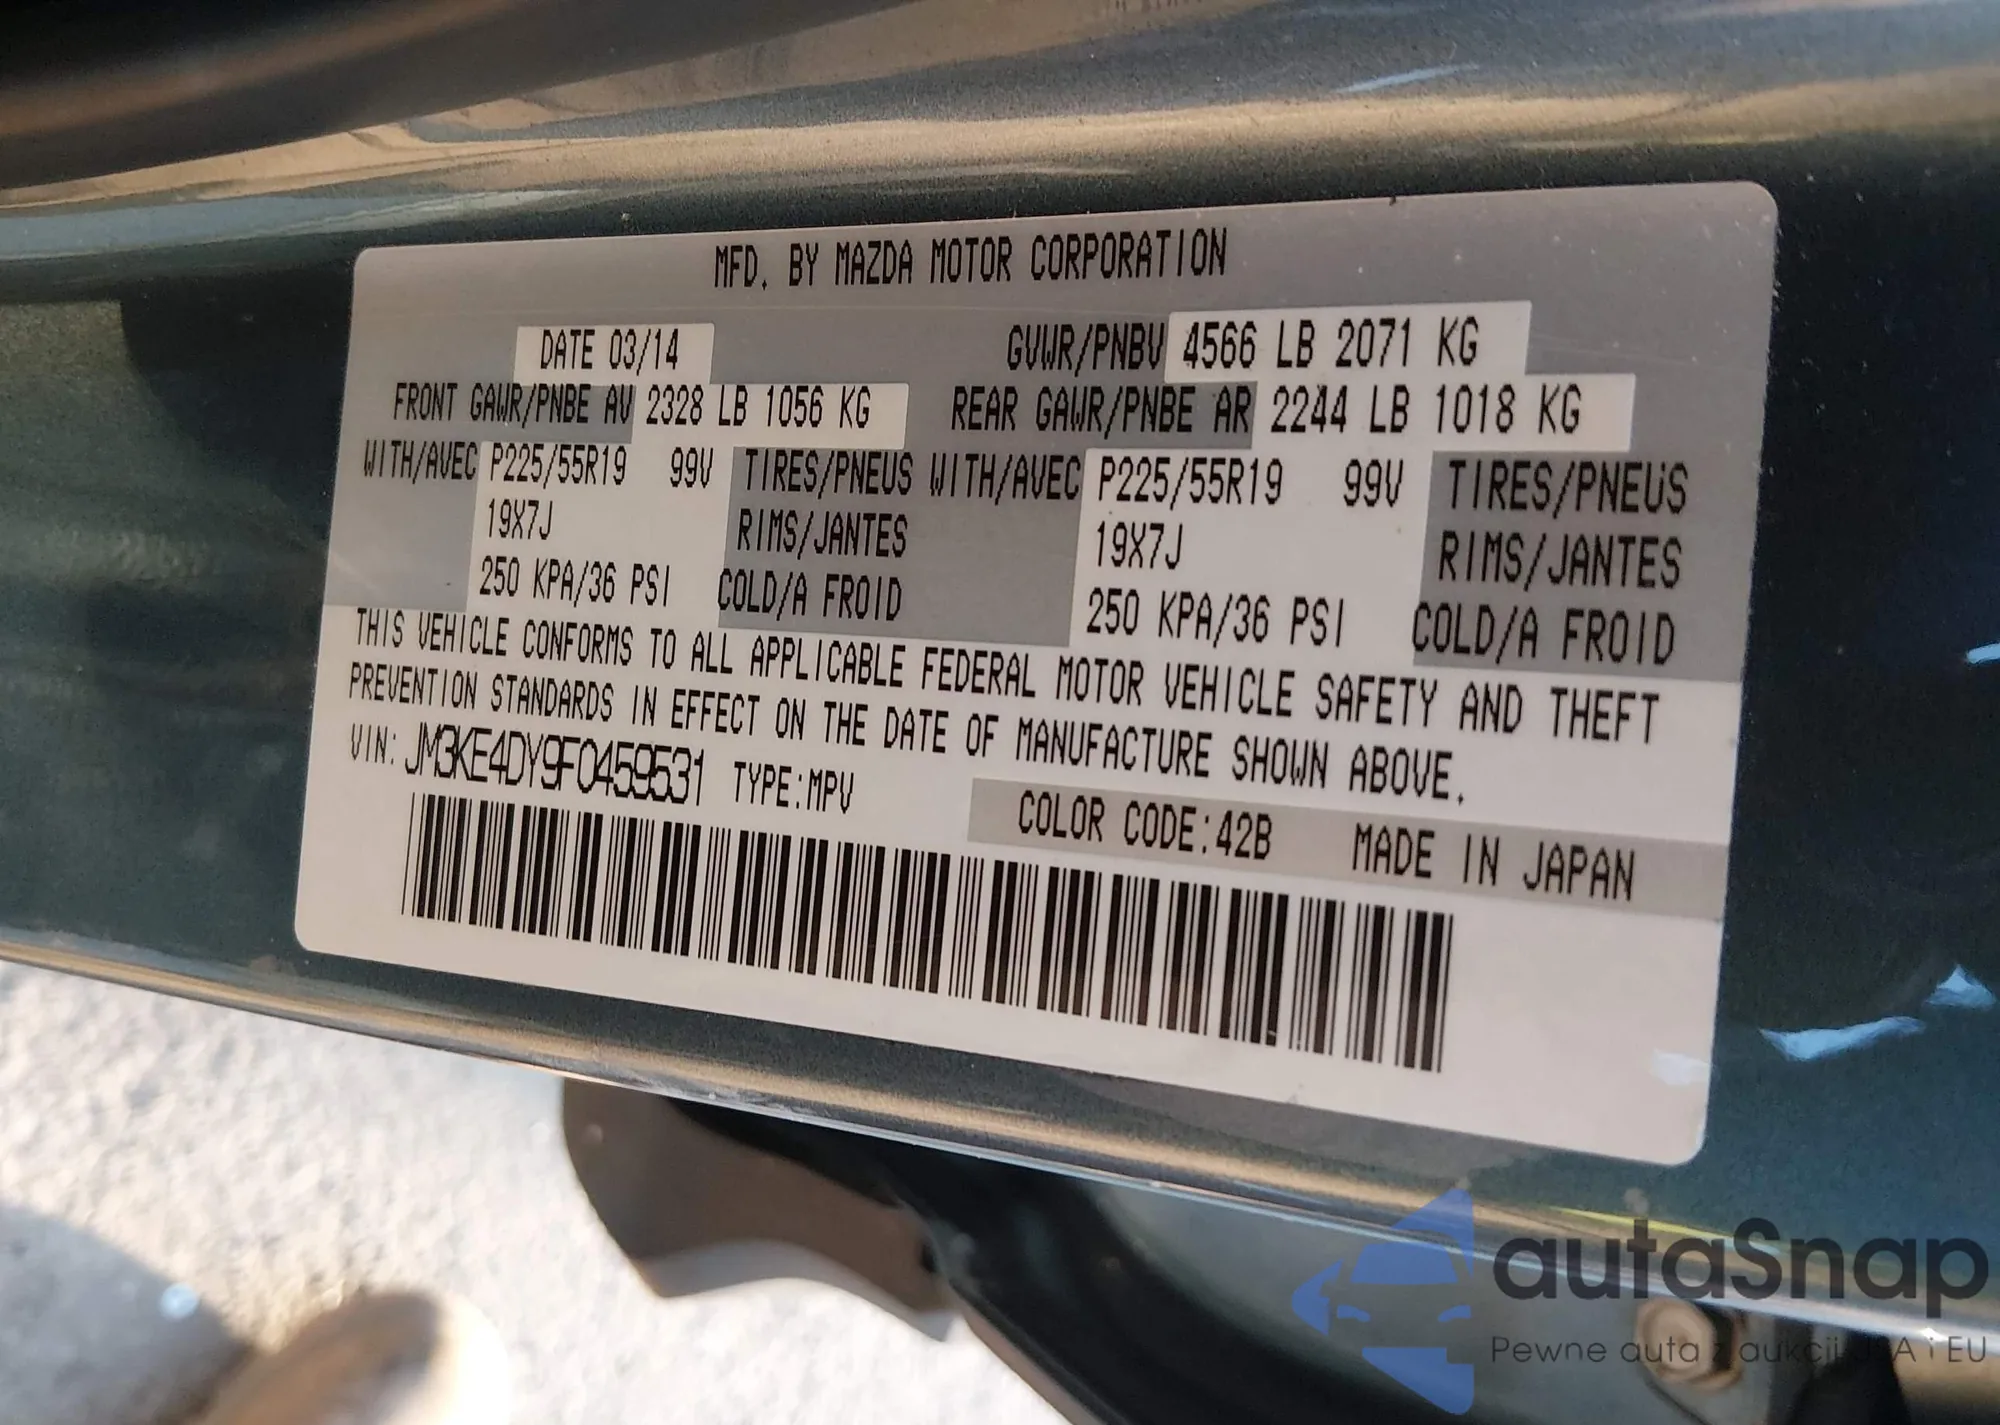 MFD. BY MAZDA MOTOR CORPORATION
DATE 03/14 GVWR/PNBV 4566 LB 2071 KG
FRONT GAWR/PNBE AV 2328 LB 1056 KG REAR GAWR/PNBE AR 2244 LB 1018 KG
WITH/AVEC P225/55R19 99V TIRES/PNEUS WITH/AVEC P225/55R19 99V TIRES/PNEUS
19X7J RIMS/JANTES 19X7J RIMS/JANTES
250 KPA/36 PSI COLD/A FROID 250 KPA/36 PSI COLD/A FROID
THIS VEHICLE CONFORMS TO ALL APPLICABLE FEDERAL MOTOR VEHICLE SAFETY AND THEFT
PREVENTION STANDARDS IN EFFECT ON THE DATE OF MANUFACTURE SHOWN ABOVE.
VIN: JM3KE4DY9F0459531 TYPE:MPV
COLOR CODE:42B MADE IN JAPAN
autaSnap
Pewne auta z aukcji USA i EU